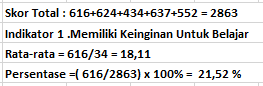 Skor Total : 616+624+434+637+552 = 2863
Indikator 1 .Memiliki Keinginan Untuk Belajar
Rata-rata = 616/34 = 18,11
Persentase =( 616/2863) x 100% = 21,52 %